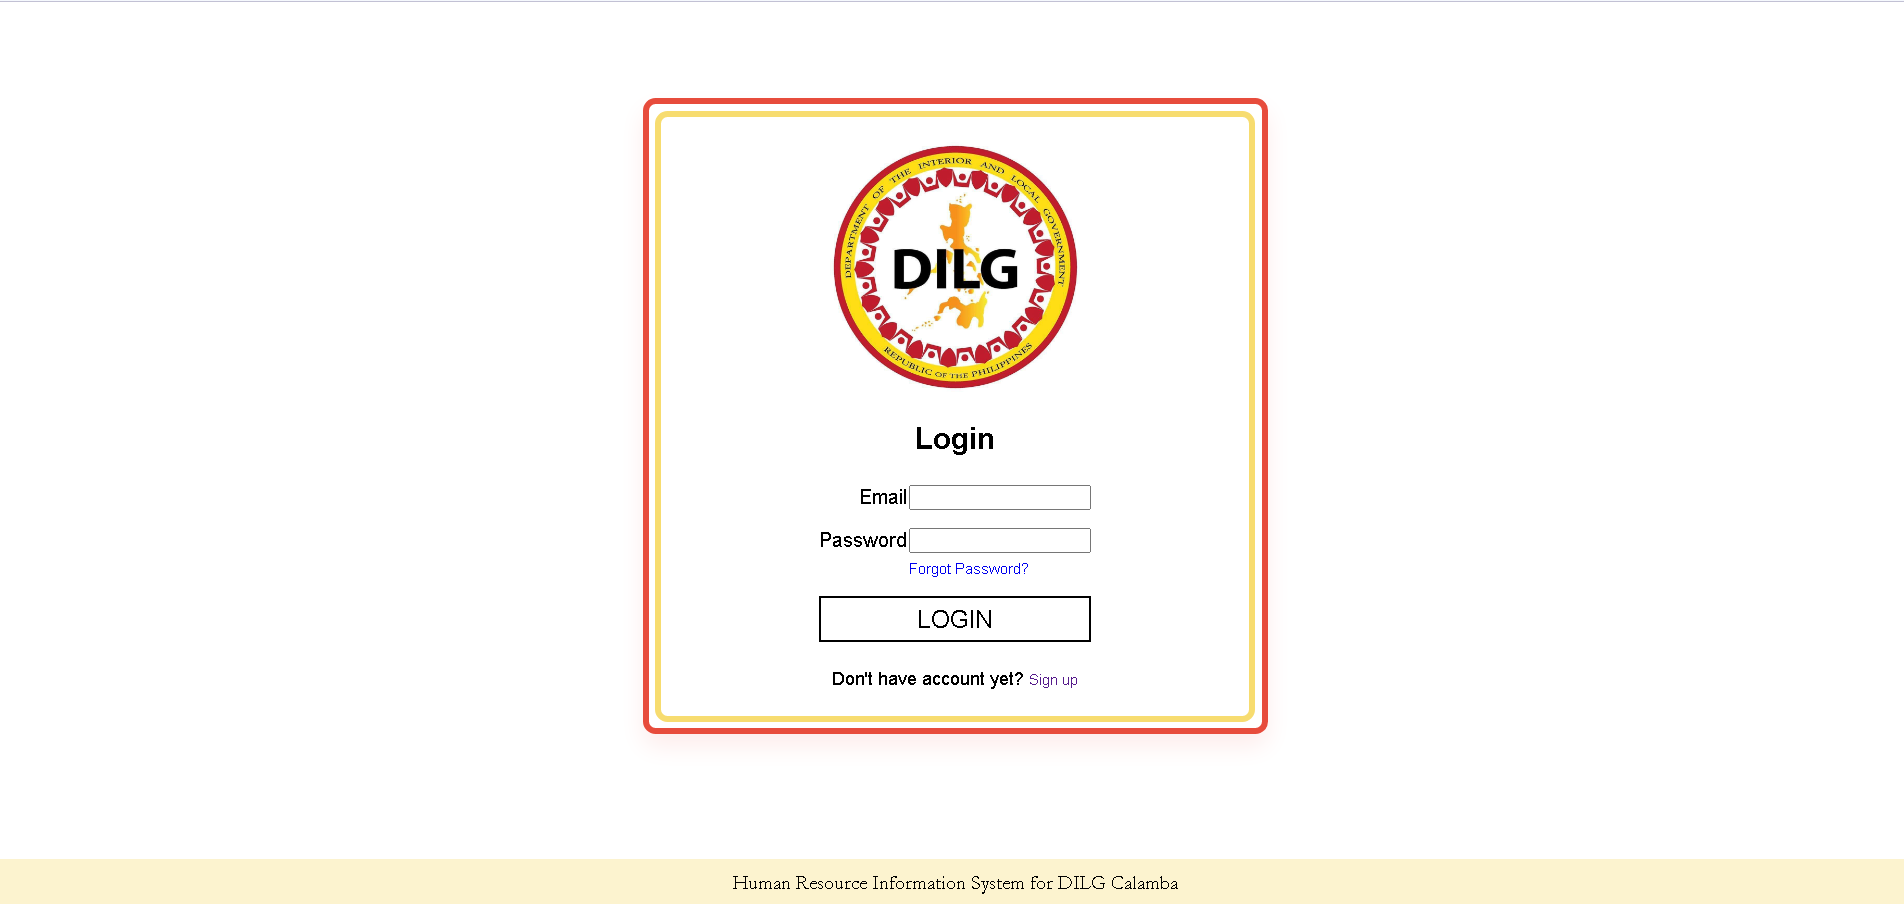 DEPARTMENT OF THE INTERIOR AND LOCAL GOVERNMENT
DILG
REPUBLIC OF THE PHILIPPINES
Login
Email
Password
Forgot Password?
LOGIN
Don't have account yet? Sign up
Human Resource Information System for DILG Calamba